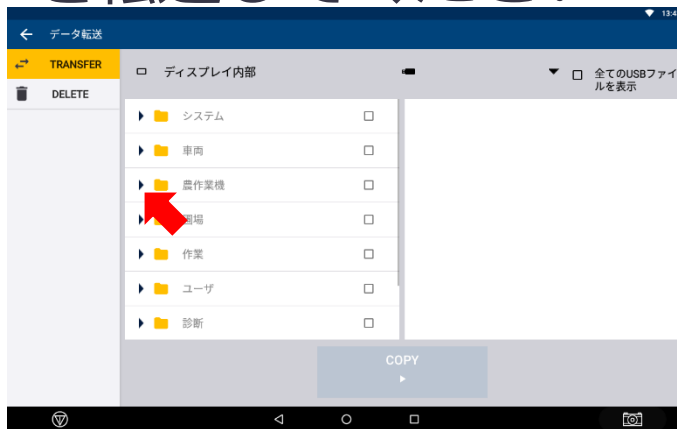 13:4
データ転送
TRANSFER
DELETE
ディスプレイ内部
全てのUSBファイ
ルを表示
システム
車両
農作業機
圃場
作業
ユーザ
診断
COPY